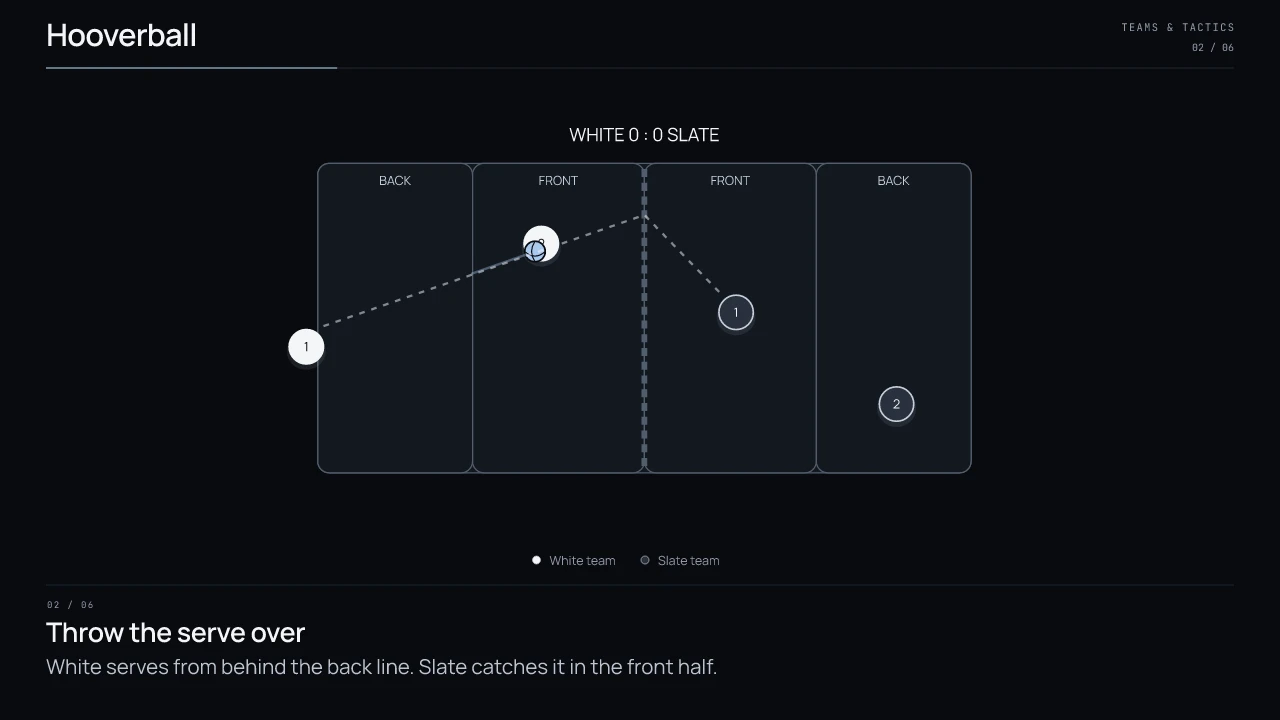 Hooverball
TEAMS & TACTICS
02 / 06
WHITE 0 : 0 SLATE
BACK
FRONT
FRONT
BACK
1
1
2
White team
Slate team
02 / 06
Throw the serve over
White serves from behind the back line. Slate catches it in the front half.